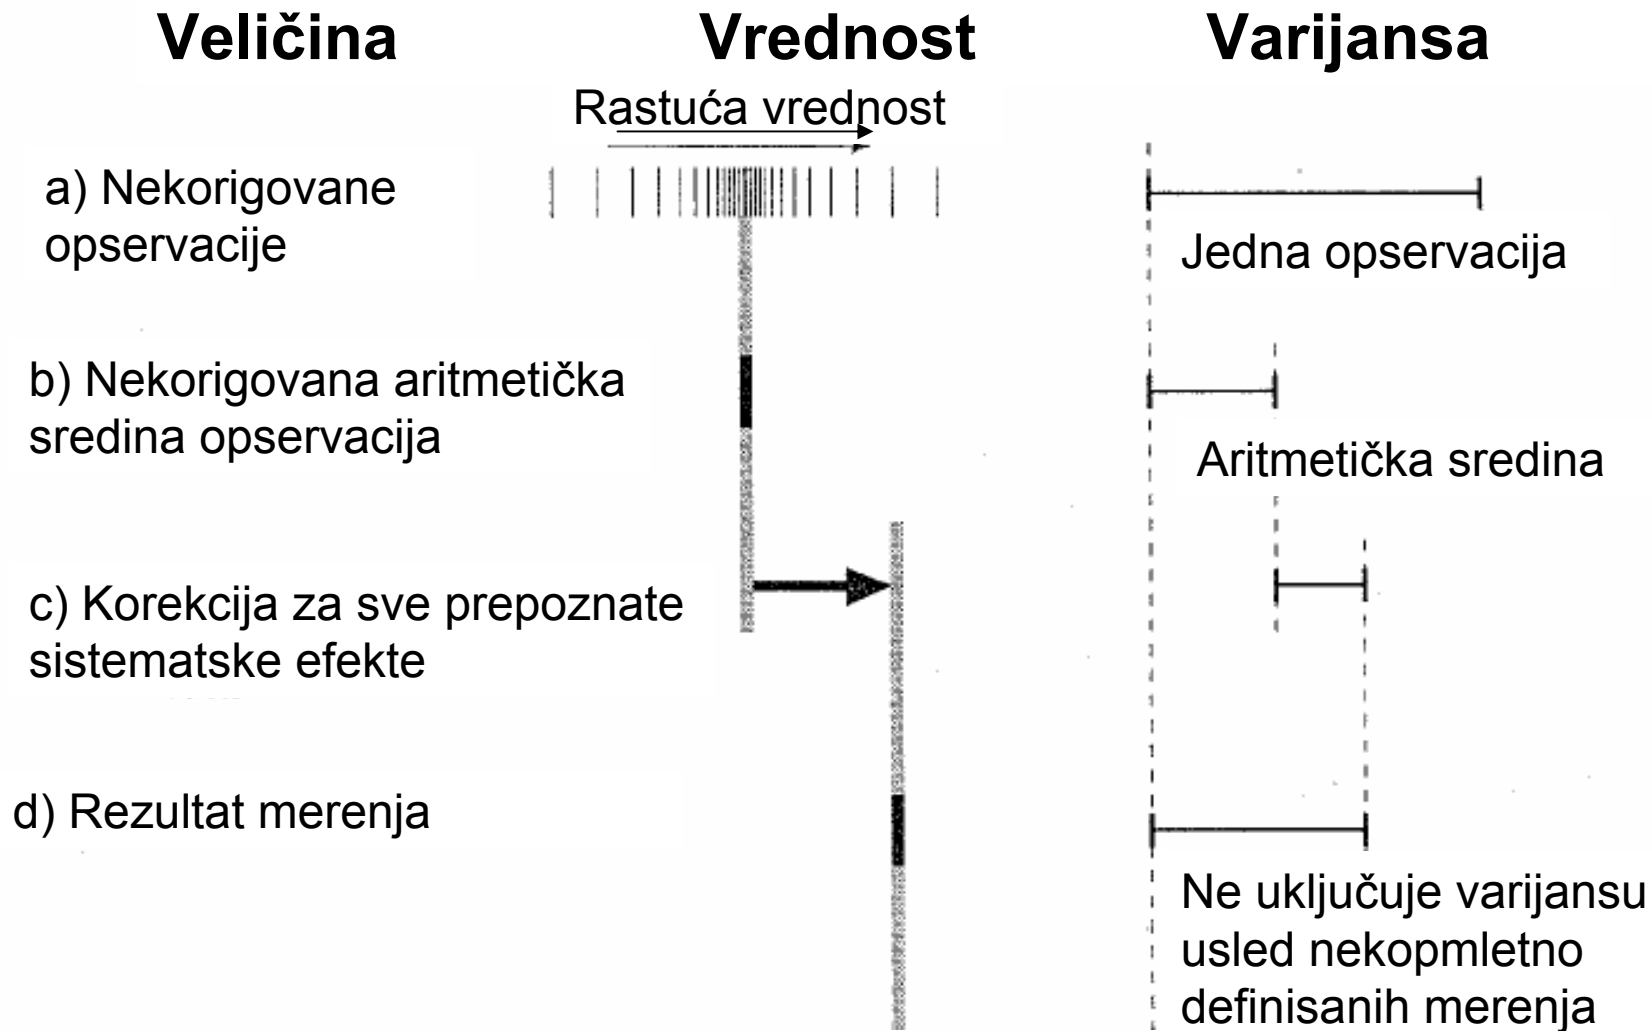 Veličina Vrednost Varijansa
Rastuća vrednost
a) Nekorigovane
opservacije
Jedna opservacija
b) Nekorigovana aritmetička
sredina opservacija
Aritmetička sredina
c) Korekcija za sve prepoznate
sistematske efekte
d) Rezultat merenja
Ne uključuje varijansu
usled nekopmletno
definisanih merenja